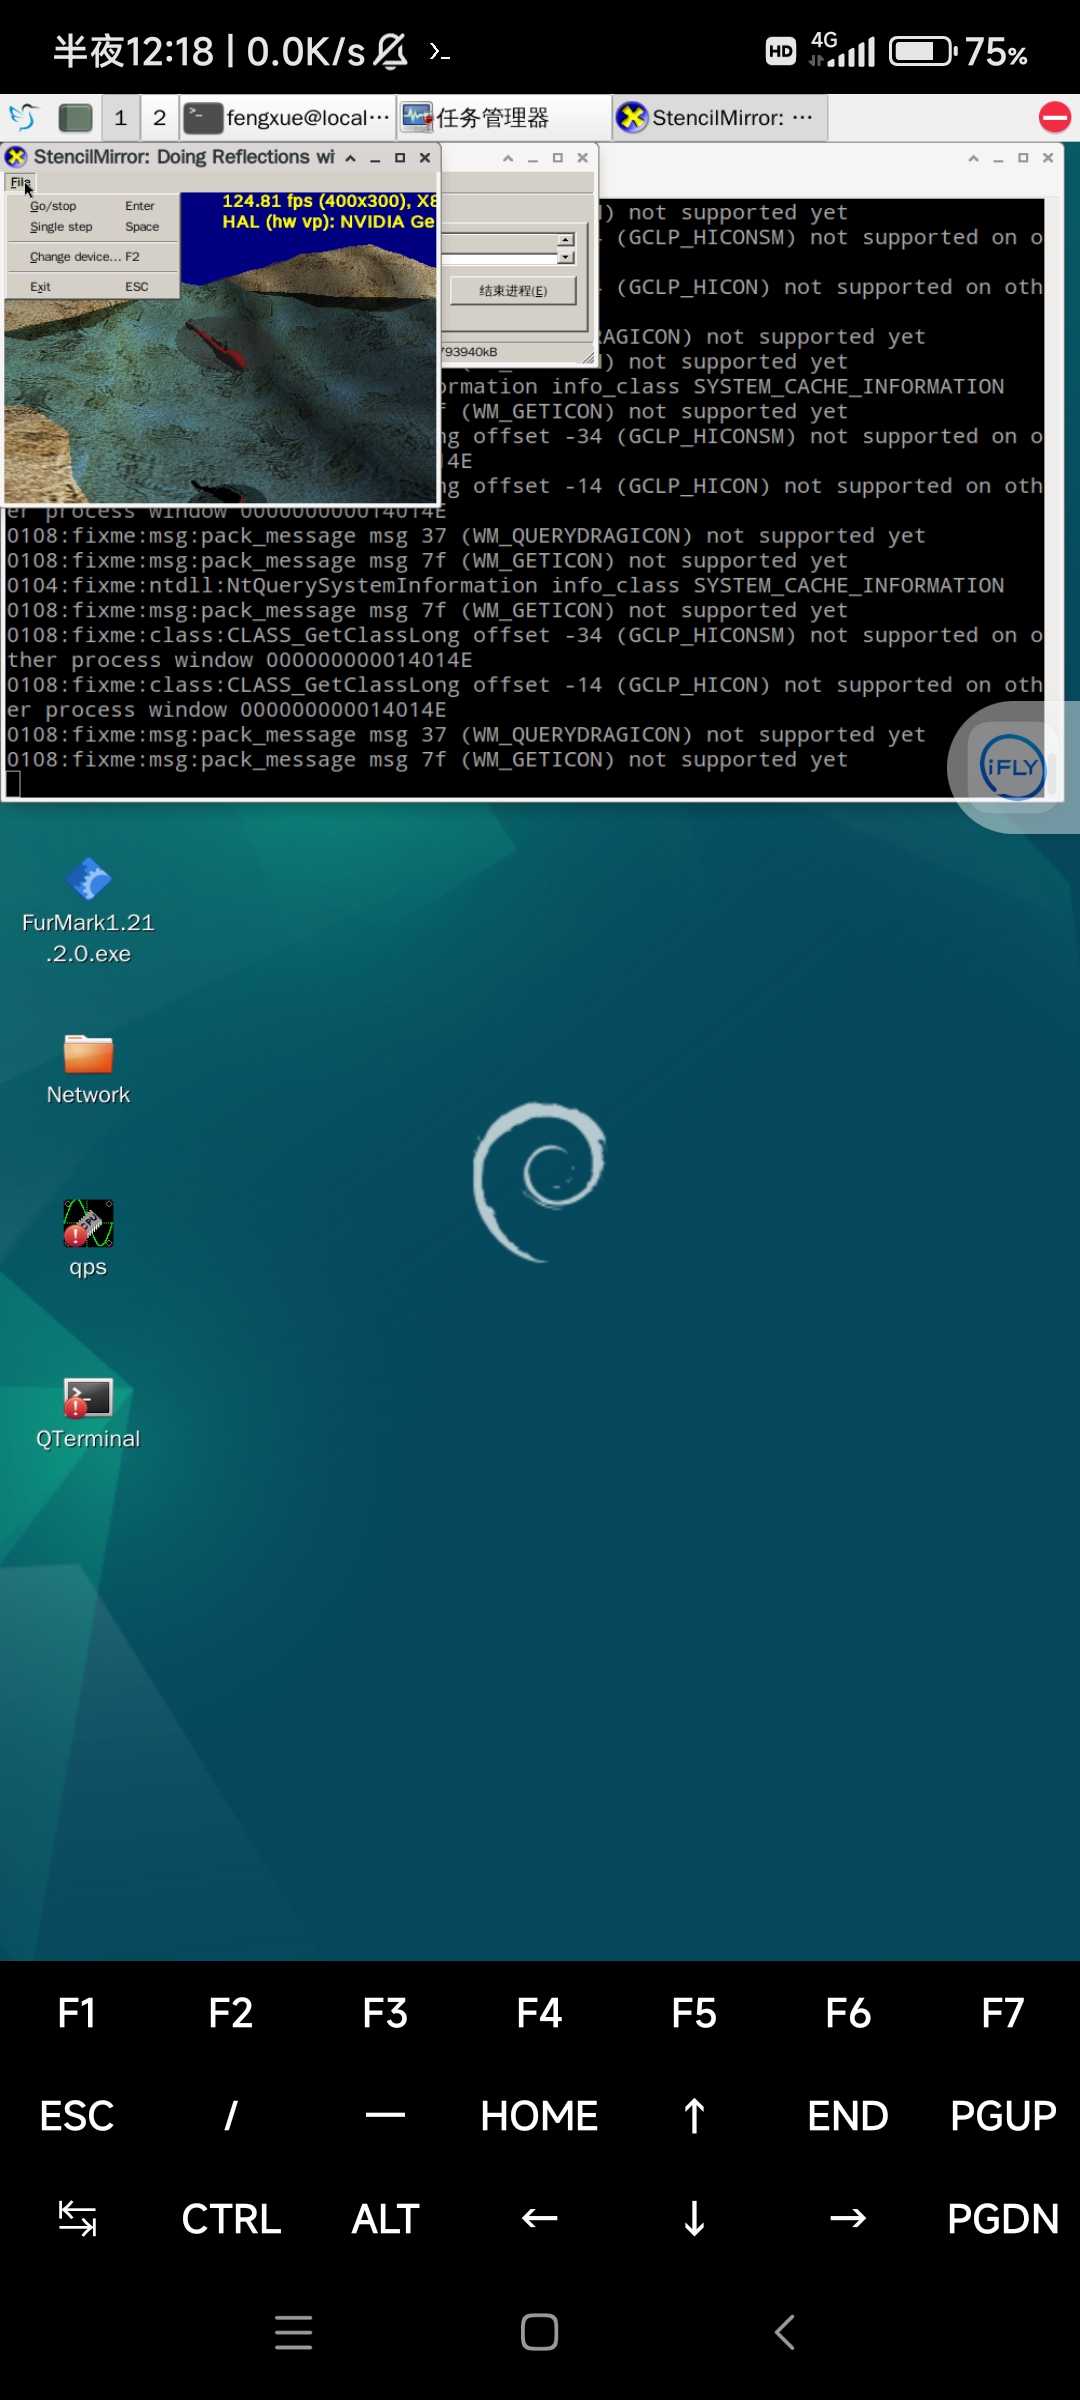 半夜12:18 | 0.0K/s
HD 4G 75%
1 2 fengxue@local··· 任务管理器 StencilMirror: ···
StencilMirror: Doing Reflections wi
File
Go/stop Enter
Single step Space
Change device... F2
Exit ESC
124.81 fps (400x300), X8
HAL (hw vp): NVIDIA Ge
结束进程(E)
793940kB
) not supported yet
(GCLP_HICONSM) not supported on o
(GCLP_HICON) not supported on oth
RAGICON) not supported yet
) not supported yet
ormation info_class SYSTEM_CACHE_INFORMATION
f (WM_GETICON) not supported yet
ng offset -34 (GCLP_HICONSM) not supported on o
14E
ng offset -14 (GCLP_HICON) not supported on oth
er process window 000000000014014E
0108:fixme:msg:pack_message msg 37 (WM_QUERYDRAGICON) not supported yet
0108:fixme:msg:pack_message msg 7f (WM_GETICON) not supported yet
0104:fixme:ntdll:NtQuerySystemInformation info_class SYSTEM_CACHE_INFORMATION
0108:fixme:msg:pack_message msg 7f (WM_GETICON) not supported yet
0108:fixme:class:CLASS_GetClassLong offset -34 (GCLP_HICONSM) not supported on o
ther process window 000000000014014E
0108:fixme:class:CLASS_GetClassLong offset -14 (GCLP_HICON) not supported on oth
er process window 000000000014014E
0108:fixme:msg:pack_message msg 37 (WM_QUERYDRAGICON) not supported yet
0108:fixme:msg:pack_message msg 7f (WM_GETICON) not supported yet
iFLY
FurMark1.21
.2.0.exe
Network
qps
QTerminal
F1 F2 F3 F4 F5 F6 F7
ESC / — HOME ↑ END PGUP
↹ CTRL ALT ← ↓ → PGDN